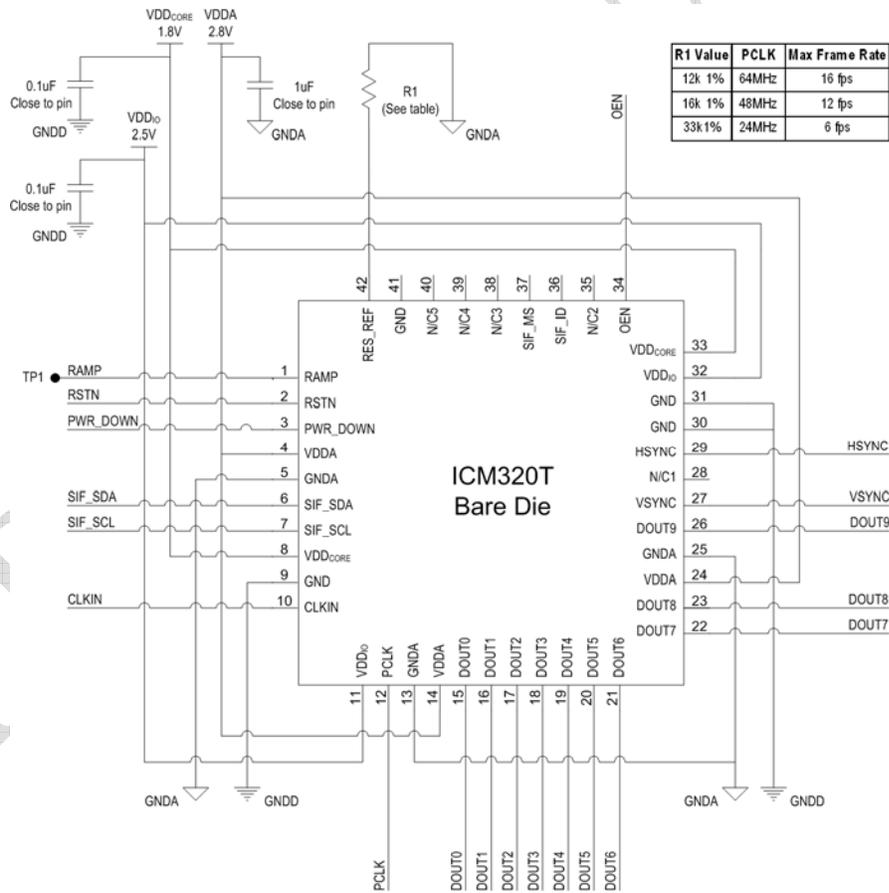 VDDCORE
1.8V
VDDA
2.8V
0.1uF
Close to pin
GNDD
1uF
Close to pin
GNDA
R1
(See table)
GNDA
OEN
R1 Value PCLK Max Frame Rate
12k 1% 64MHz 16 fps
16k 1% 48MHz 12 fps
33k1% 24MHz 6 fps
VDDIO
2.5V
0.1uF
Close to pin
GNDD
42 41 40 39 38 37 36 35 34
RES_REF GND N/C5 N/C4 N/C3 SIF_MS SIF_ID N/C2 OEN
TP1 RAMP 1 RAMP
RSTN 2 RSTN
PWR_DOWN 3 PWR_DOWN
4 VDDA
5 GNDA
SIF_SDA 6 SIF_SDA
SIF_SCL 7 SIF_SCL
8 VDDCORE
9 GND
CLKIN 10 CLKIN
ICM320T
Bare Die
VDDCORE 33
VDDIO 32
GND 31
GND 30
HSYNC 29 HSYNC
N/C1 28
VSYNC 27 VSYNC
DOUT9 26 DOUT9
GNDA 25
VDDA 24
DOUT8 23 DOUT8
DOUT7 22 DOUT7
VDDIO PCLK GNDA VDDA DOUT0 DOUT1 DOUT2 DOUT3 DOUT4 DOUT5 DOUT6
11 12 13 14 15 16 17 18 19 20 21
GNDA GNDD
GNDA GNDD
PCLK DOUT0 DOUT1 DOUT2 DOUT3 DOUT4 DOUT5 DOUT6